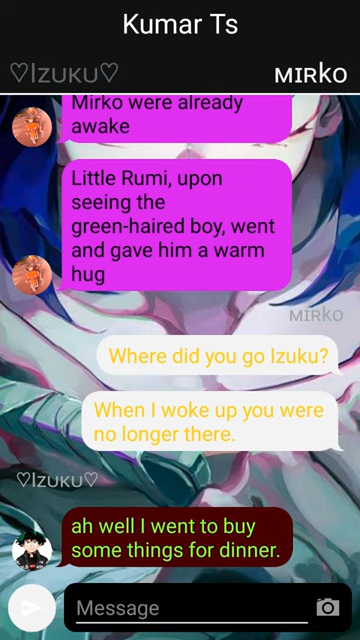 Kumar Ts
♡Izuku♡ MIRKO
Mirko were already
awake
Little Rumi, upon
seeing the
green-haired boy, went
and gave him a warm
hug
MIRKO
Where did you go Izuku?
When I woke up you were
no longer there.
♡Izuku♡
ah well I went to buy
some things for dinner.
Message